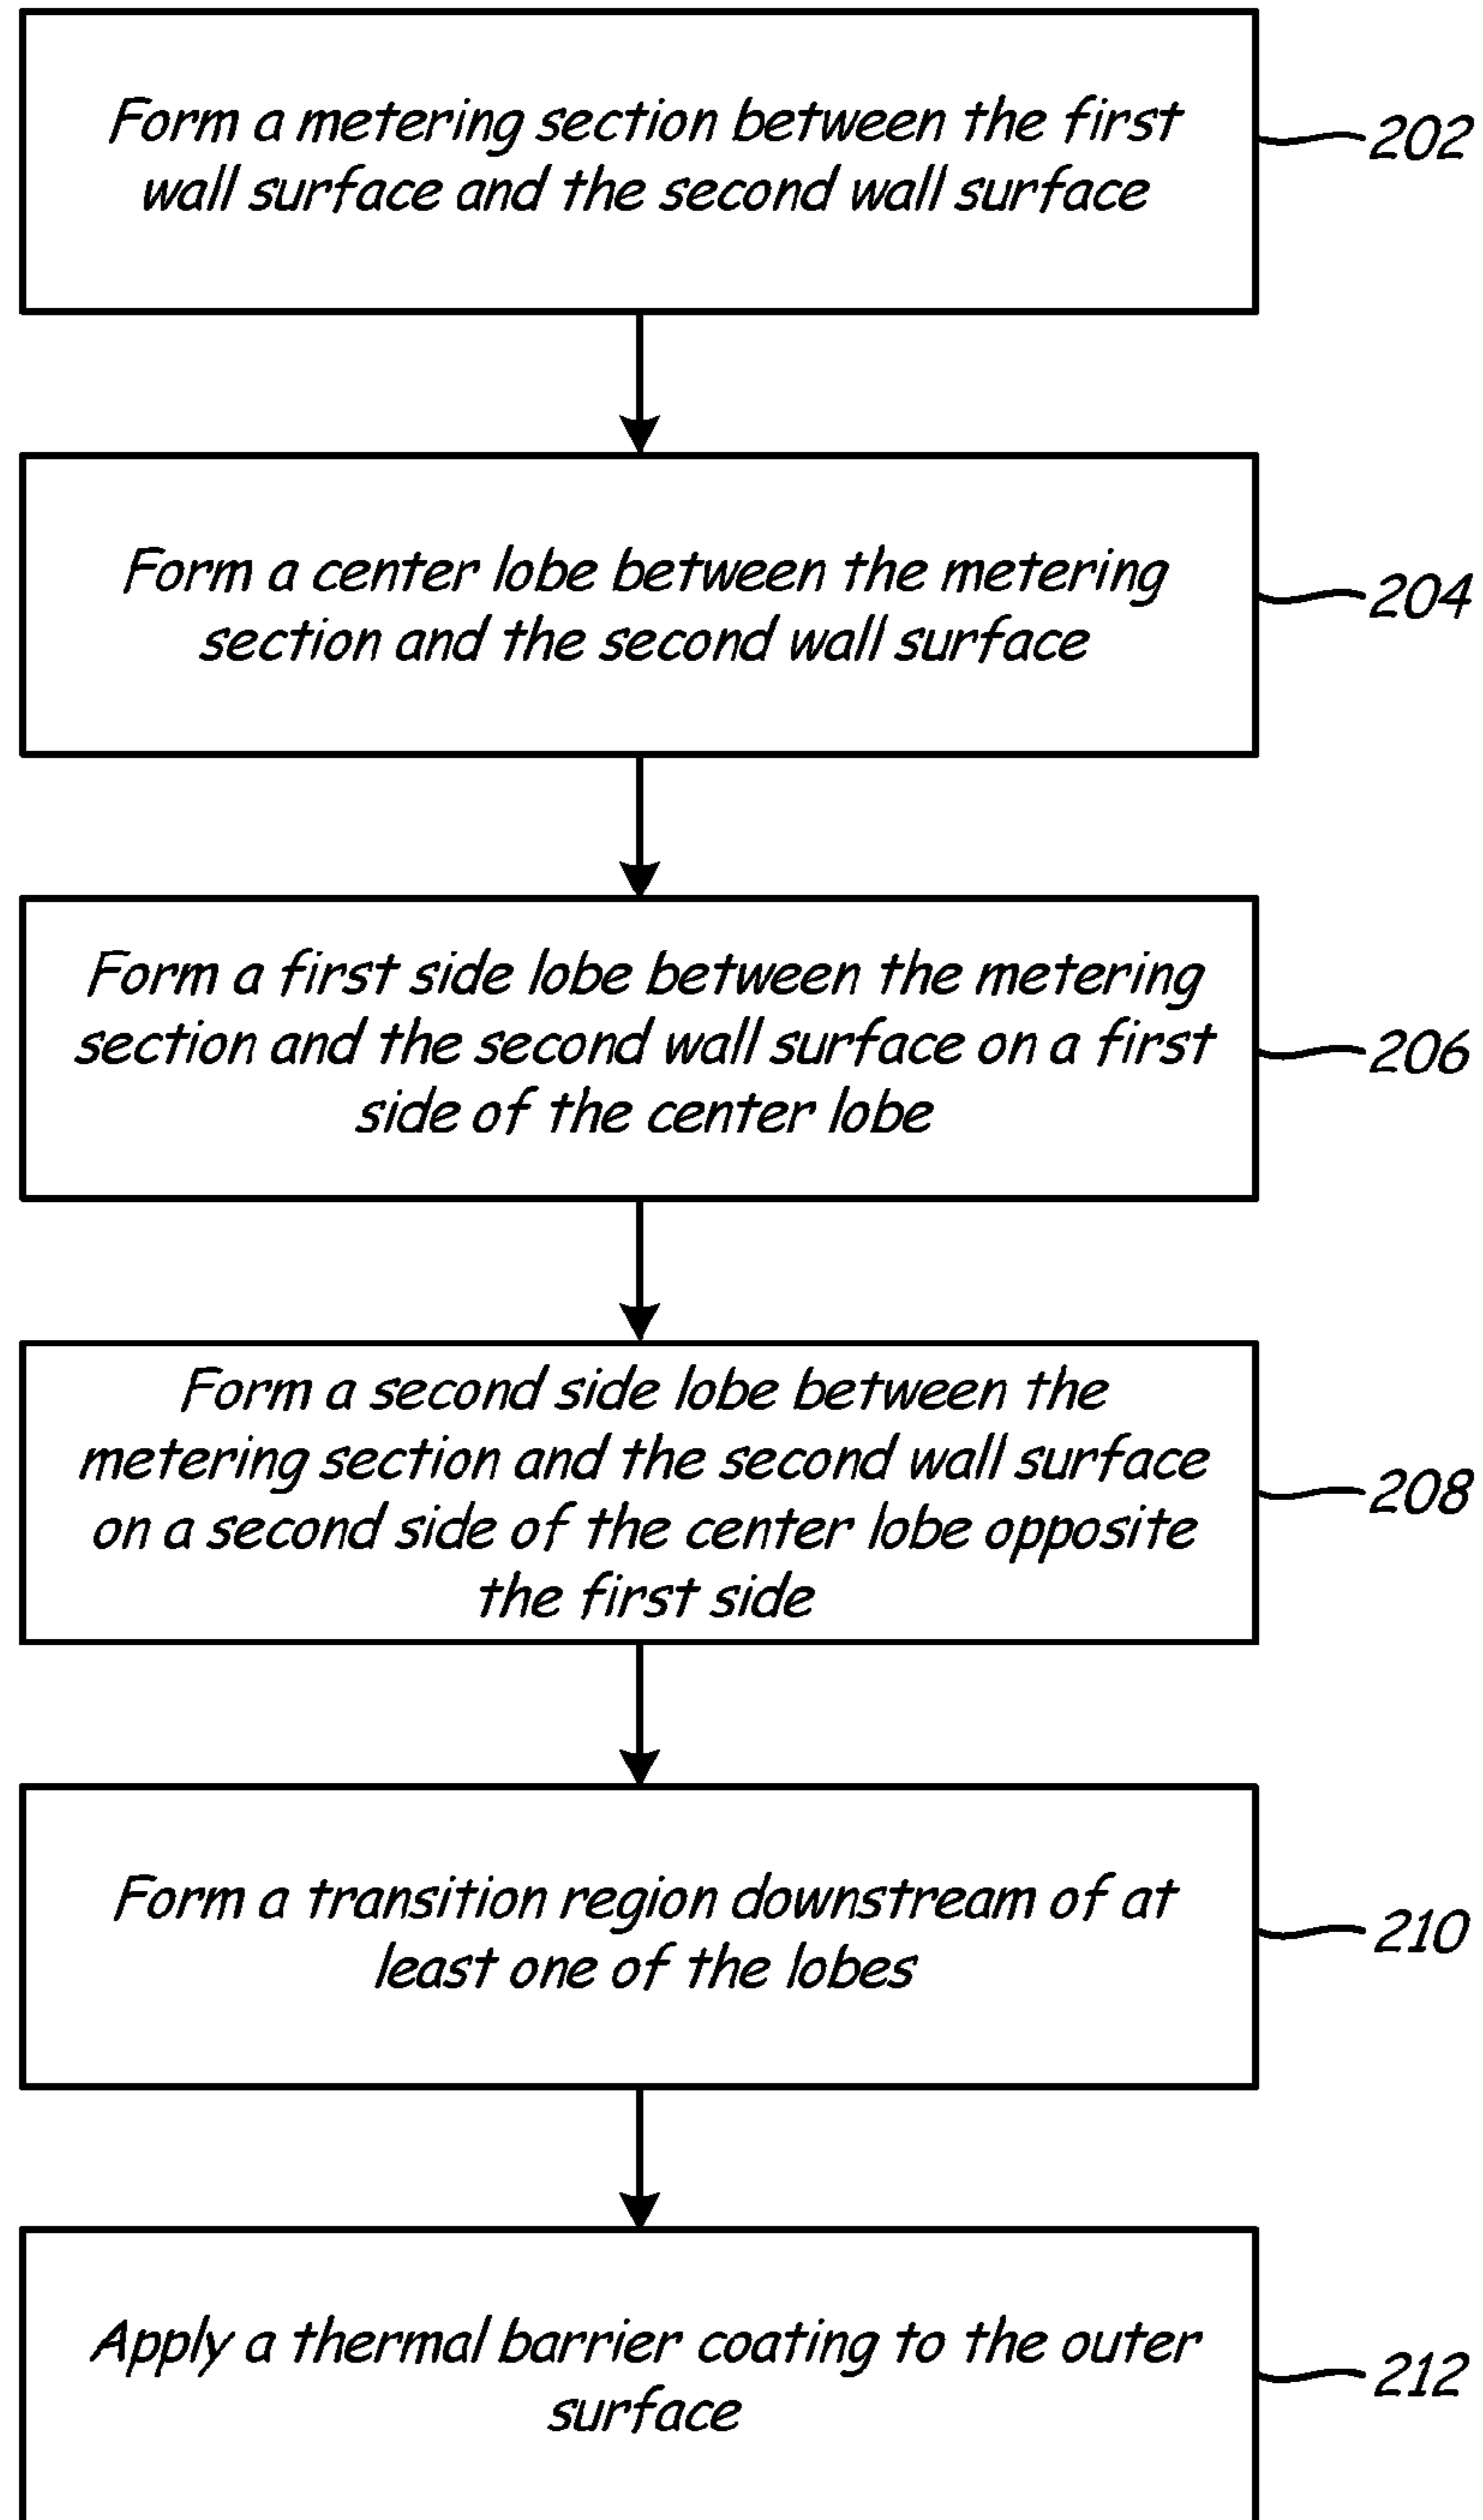 Form a metering section between the first
wall surface and the second wall surface
202
Form a center lobe between the metering
section and the second wall surface
204
Form a first side lobe between the metering
section and the second wall surface on a first
side of the center lobe
206
Form a second side lobe between the
metering section and the second wall surface
on a second side of the center lobe opposite
the first side
208
Form a transition region downstream of at
least one of the lobes
210
Apply a thermal barrier coating to the outer
surface
212